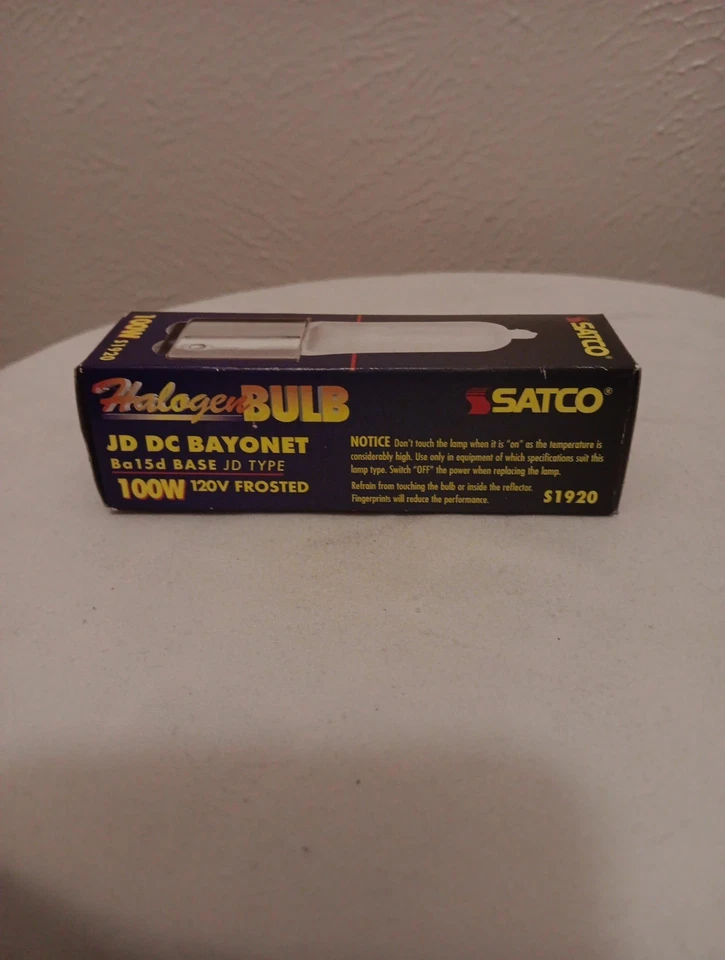 100W S1920
SATCO
Halogen BULB
SATCO®
JD DC BAYONET
Ba15d BASE JD TYPE
100W 120V FROSTED
NOTICE Don't touch the lamp when it is "on" as the temperature is
considerably high. Use only in equipment of which specifications suit this
lamp type. Switch "OFF" the power when replacing the lamp.
Refrain from touching the bulb or inside the reflector.
Fingerprints will reduce the performance.
S1920